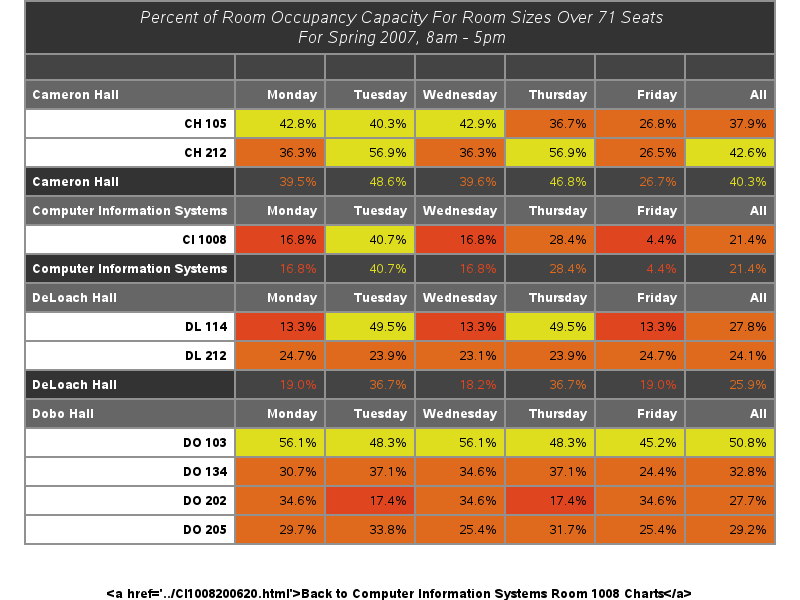 Percent of Room Occupancy Capacity For Room Sizes Over 71 Seats
For Spring 2007, 8am - 5pm
Cameron Hall Monday Tuesday Wednesday Thursday Friday All
CH 105 42.8% 40.3% 42.9% 36.7% 26.8% 37.9%
CH 212 36.3% 56.9% 36.3% 56.9% 26.5% 42.6%
Cameron Hall 39.5% 48.6% 39.6% 46.8% 26.7% 40.3%
Computer Information Systems Monday Tuesday Wednesday Thursday Friday All
CI 1008 16.8% 40.7% 16.8% 28.4% 4.4% 21.4%
Computer Information Systems 16.8% 40.7% 16.8% 28.4% 4.4% 21.4%
DeLoach Hall Monday Tuesday Wednesday Thursday Friday All
DL 114 13.3% 49.5% 13.3% 49.5% 13.3% 27.8%
DL 212 24.7% 23.9% 23.1% 23.9% 24.7% 24.1%
DeLoach Hall 19.0% 36.7% 18.2% 36.7% 19.0% 25.9%
Dobo Hall Monday Tuesday Wednesday Thursday Friday All
DO 103 56.1% 48.3% 56.1% 48.3% 45.2% 50.8%
DO 134 30.7% 37.1% 34.6% 37.1% 24.4% 32.8%
DO 202 34.6% 17.4% 34.6% 17.4% 34.6% 27.7%
DO 205 29.7% 33.8% 25.4% 31.7% 25.4% 29.2%
&lt;a href='../CI1008200620.html'&gt;Back to Computer Information Systems Room 1008 Charts&lt;/a&gt;